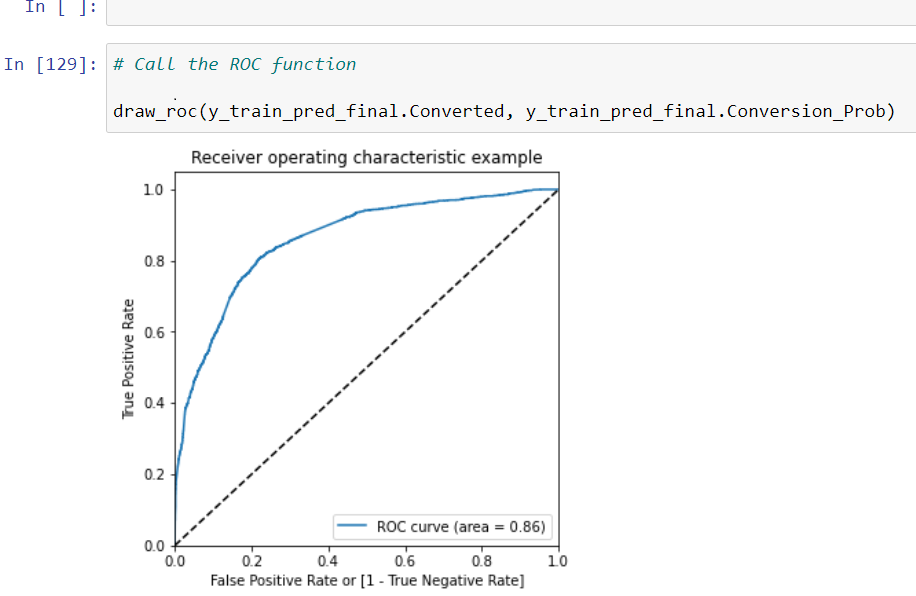 In [ ]:
In [129]: # Call the ROC function
draw_roc(y_train_pred_final.Converted, y_train_pred_final.Conversion_Prob)
Receiver operating characteristic example
1.0
0.8
0.6
0.4
0.2
0.0
True Positive Rate
ROC curve (area = 0.86)
0.0 0.2 0.4 0.6 0.8 1.0
False Positive Rate or [1 - True Negative Rate]